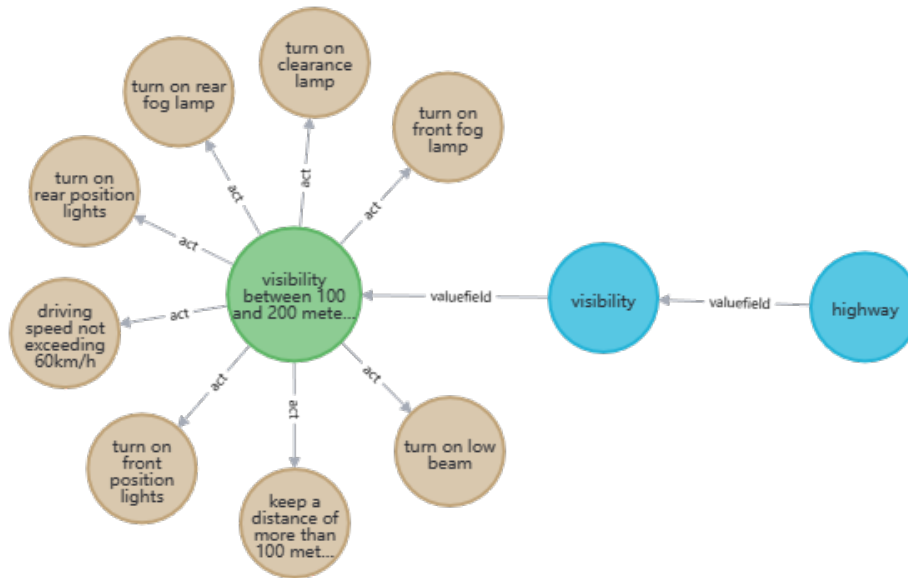 turn on
clearance
lamp
turn on rear
fog lamp
turn on
front fog
lamp
act
act
act
turn on
rear position
lights
act
visibility
between 100
and 200 mete...
valuefield
visibility
valuefield
highway
driving
speed not
exceeding
60km/h
act
act
act
act
turn on
front
position
lights
turn on low
beam
keep a
distance of
more than
100 met...